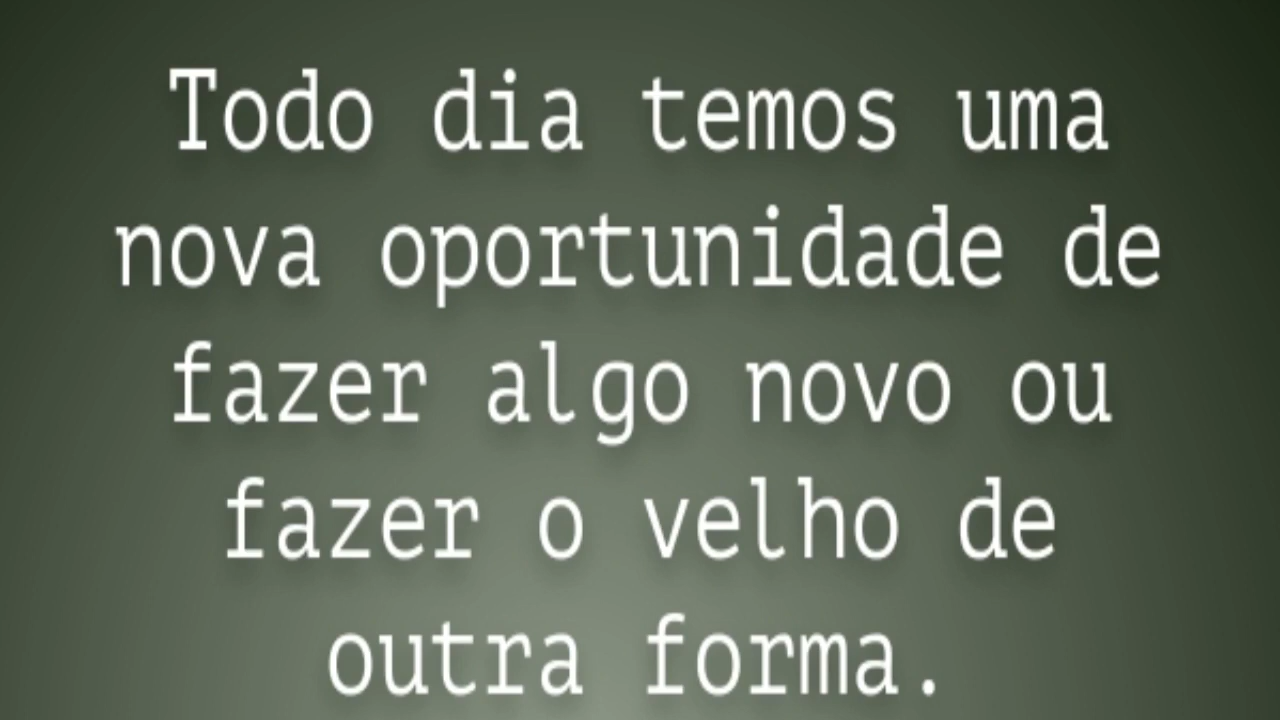 Todo dia temos uma
nova oportunidade de
fazer algo novo ou
fazer o velho de
outra forma.